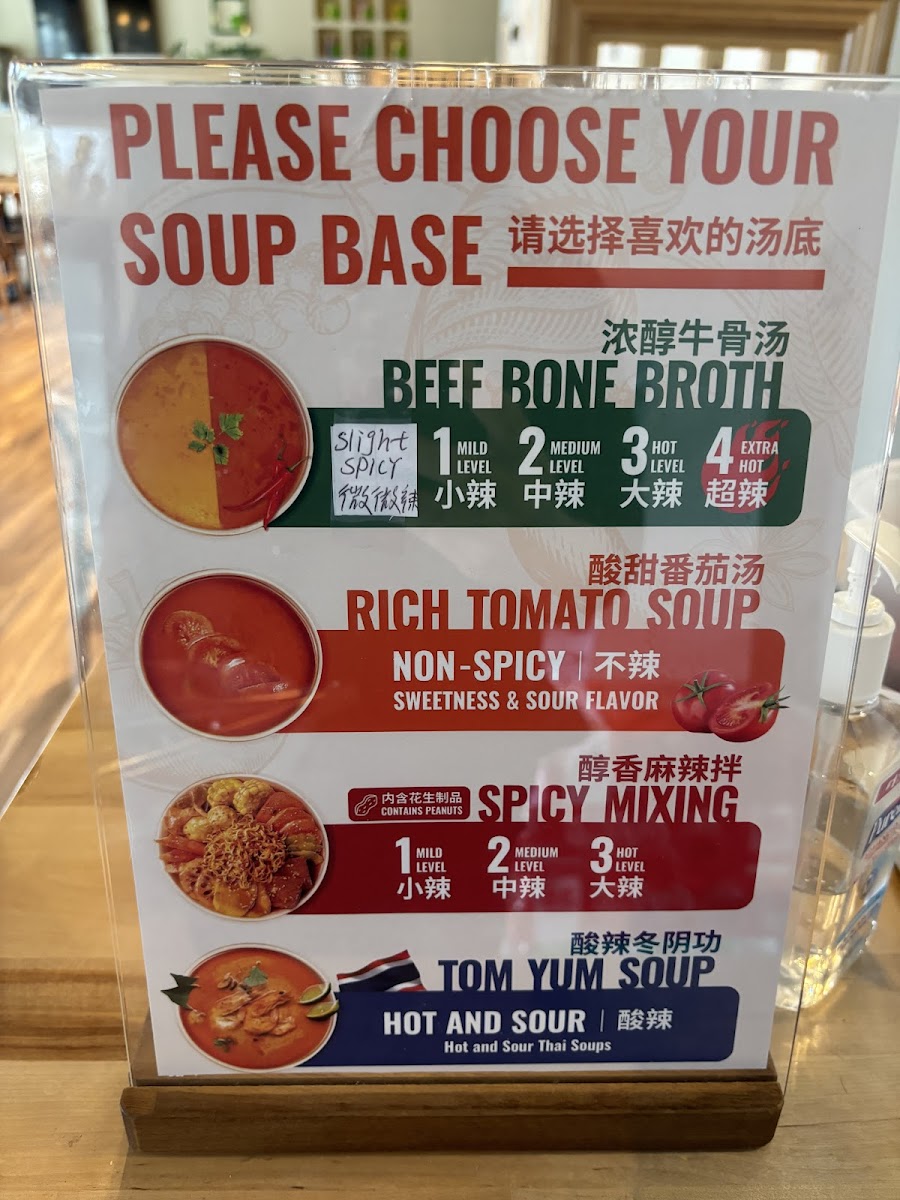 PLEASE CHOOSE YOUR
SOUP BASE 请选择喜欢的汤底
浓醇牛骨汤
BEEF BONE BROTH
slight
SPICY
微微辣
1 MILD LEVEL 小辣
2 MEDIUM LEVEL 中辣
3 HOT LEVEL 大辣
4 EXTRA HOT 超辣
酸甜番茄汤
RICH TOMATO SOUP
NON-SPICY | 不辣
SWEETNESS & SOUR FLAVOR
醇香麻辣拌
内含花生制品
CONTAINS PEANUTS
SPICY MIXING
1 MILD LEVEL 小辣
2 MEDIUM LEVEL 中辣
3 HOT LEVEL 大辣
酸辣冬阴功
TOM YUM SOUP
HOT AND SOUR | 酸辣
Hot and Sour Thai Soups